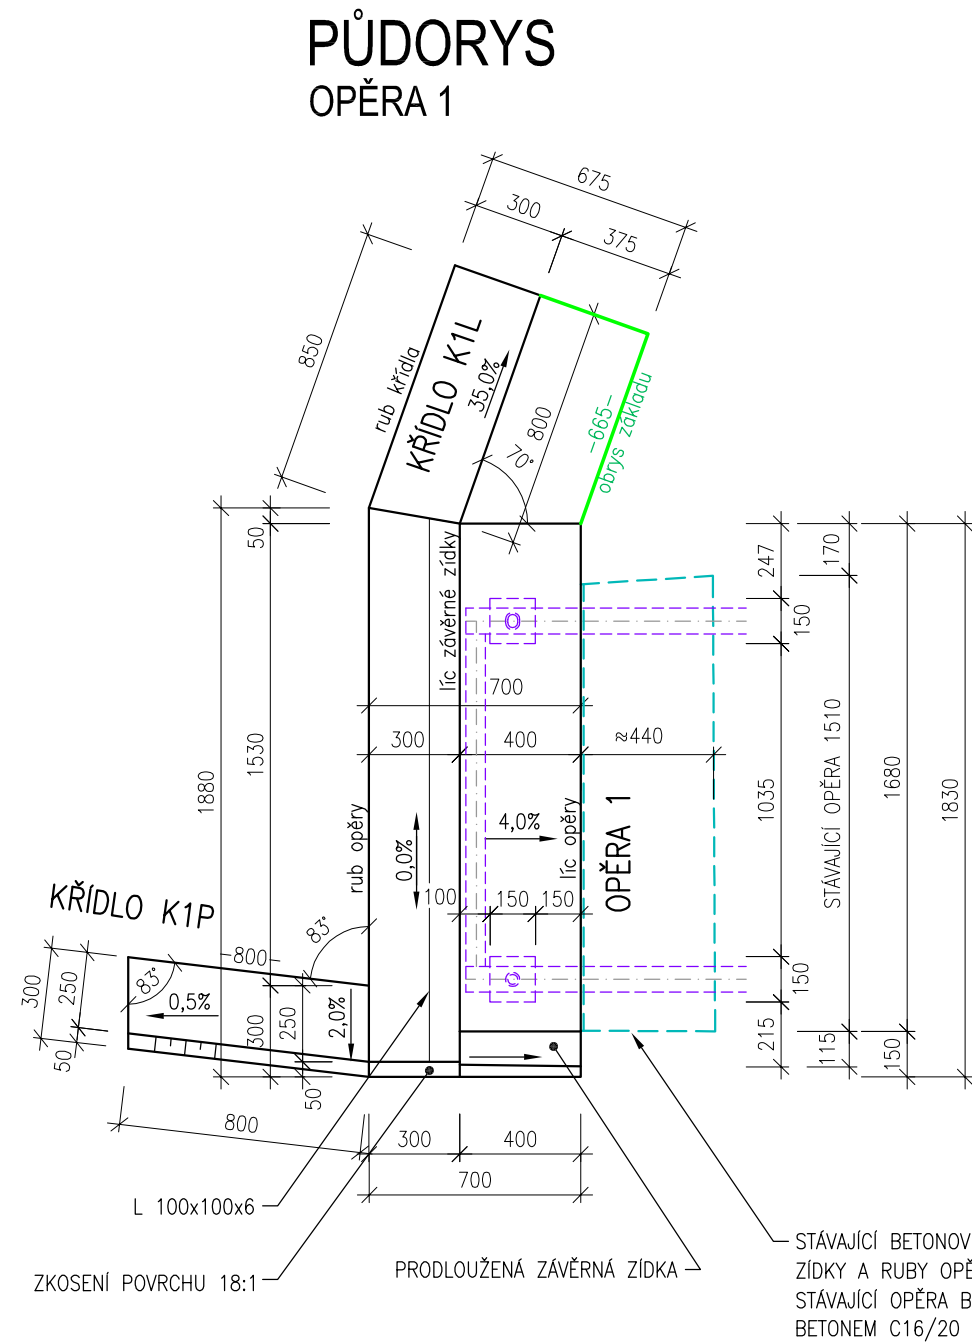 PŮDORYS
OPĚRA 1
675
300
375
850
rub křídla
KŘÍDLO K1L
35,0%
800
70°
-665-
obrys základu
50
247
170
150
líc závěrné zídky
700
300
400
≈440
1880
1530
1035
STÁVAJÍCÍ OPĚRA 1510
1680
1830
rub opěry
0,0%
4,0%
líc opěry
OPĚRA 1
100
150
150
KŘÍDLO K1P
83°
-800-
83°
0,5%
300
250
50
300
250
2,0%
50
150
215
115
150
800
300
400
700
L 100x100x6
ZKOSENÍ POVRCHU 18:1
PRODLOUŽENÁ ZÁVĚRNÁ ZÍDKA
STÁVAJÍCÍ BETONOV
ZÍDKY A RUBY OPĚ
STÁVAJÍCÍ OPĚRA B
BETONEM C16/20